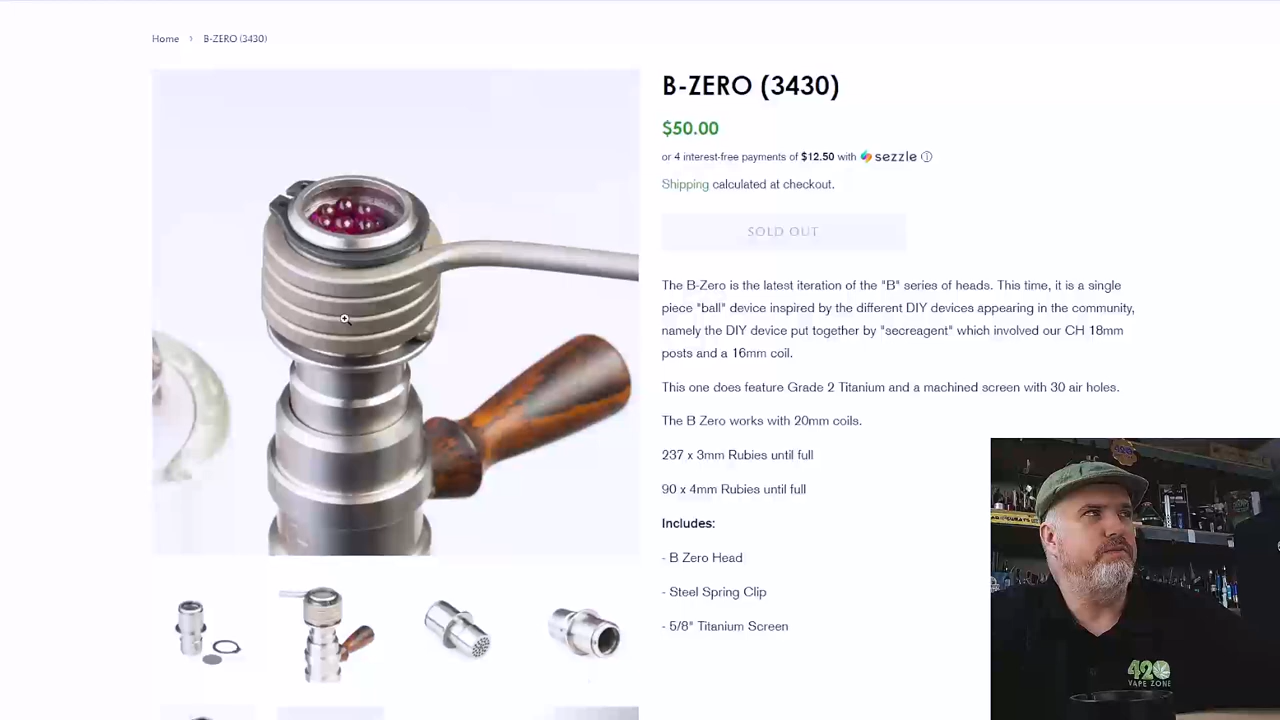 Home › B-ZERO (3430)
B-ZERO (3430)
$50.00
or 4 interest-free payments of $12.50 with sezzle
Shipping calculated at checkout.
SOLD OUT
The B-Zero is the latest iteration of the "B" series of heads. This time, it is a single
piece "ball" device inspired by the different DIY devices appearing in the community,
namely the DIY device put together by "secreagent" which involved our CH 18mm
posts and a 16mm coil.
This one does feature Grade 2 Titanium and a machined screen with 30 air holes.
The B Zero works with 20mm coils.
237 x 3mm Rubies until full
90 x 4mm Rubies until full
Includes:
- B Zero Head
- Steel Spring Clip
- 5/8" Titanium Screen
420
VAPE ZONE